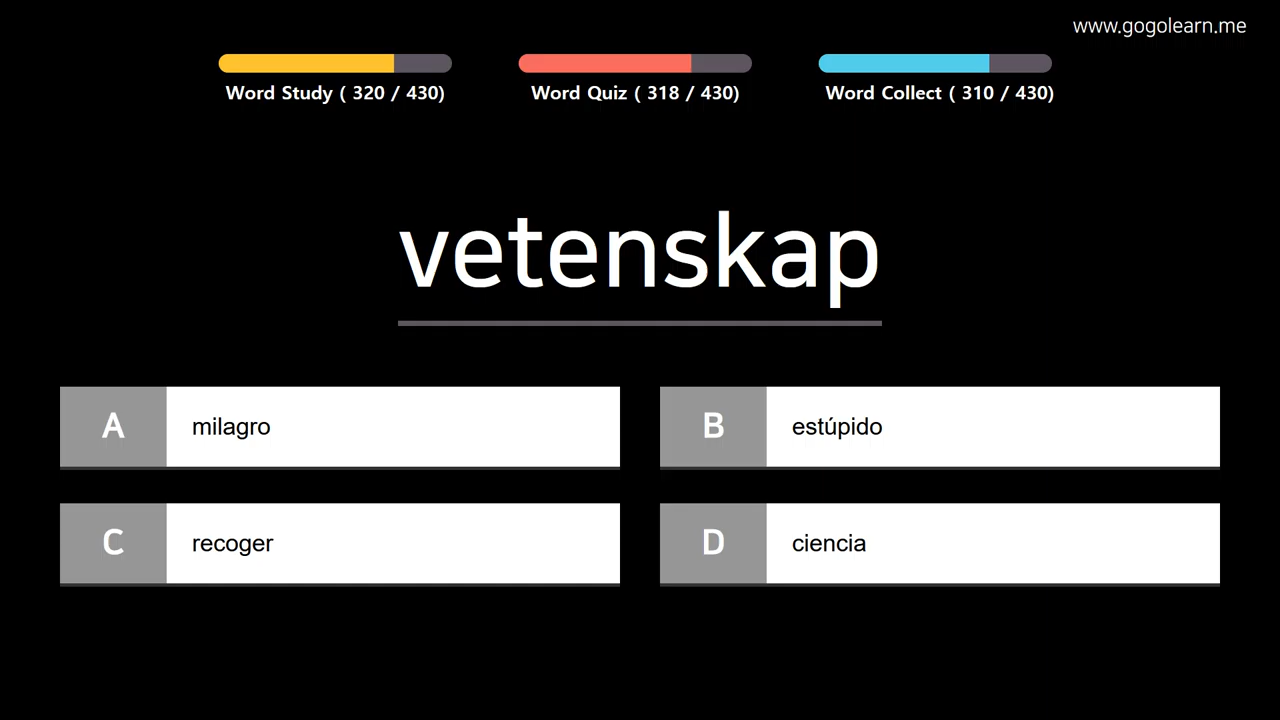 www.gogolearn.me
Word Study ( 320 / 430)
Word Quiz ( 318 / 430)
Word Collect ( 310 / 430)
vetenskap
A milagro
B estúpido
C recoger
D ciencia